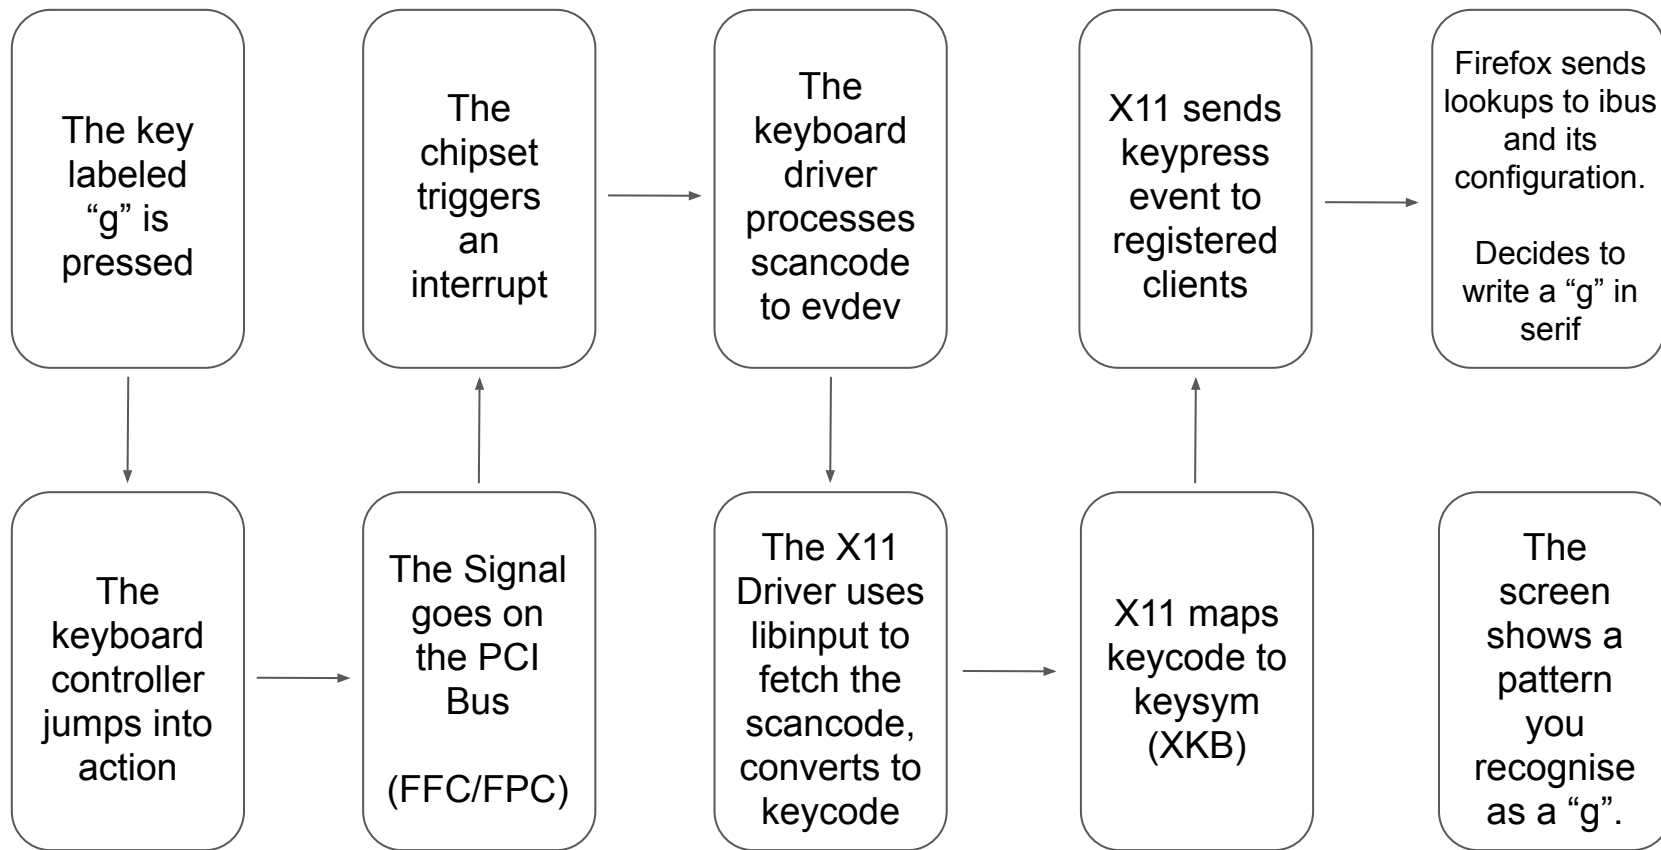 The key
labeled
“g” is
pressed
The
keyboard
controller
jumps into
action
The Signal
goes on
the PCI
Bus
(FFC/FPC)
The
chipset
triggers
an
interrupt
The
keyboard
driver
processes
scancode
to evdev
The X11
Driver uses
libinput to
fetch the
scancode,
converts to
keycode
X11 maps
keycode to
keysym
(XKB)
X11 sends
keypress
event to
registered
clients
Firefox sends
lookups to ibus
and its
configuration.
Decides to
write a “g” in
serif
The
screen
shows a
pattern
you
recognise
as a “g”.